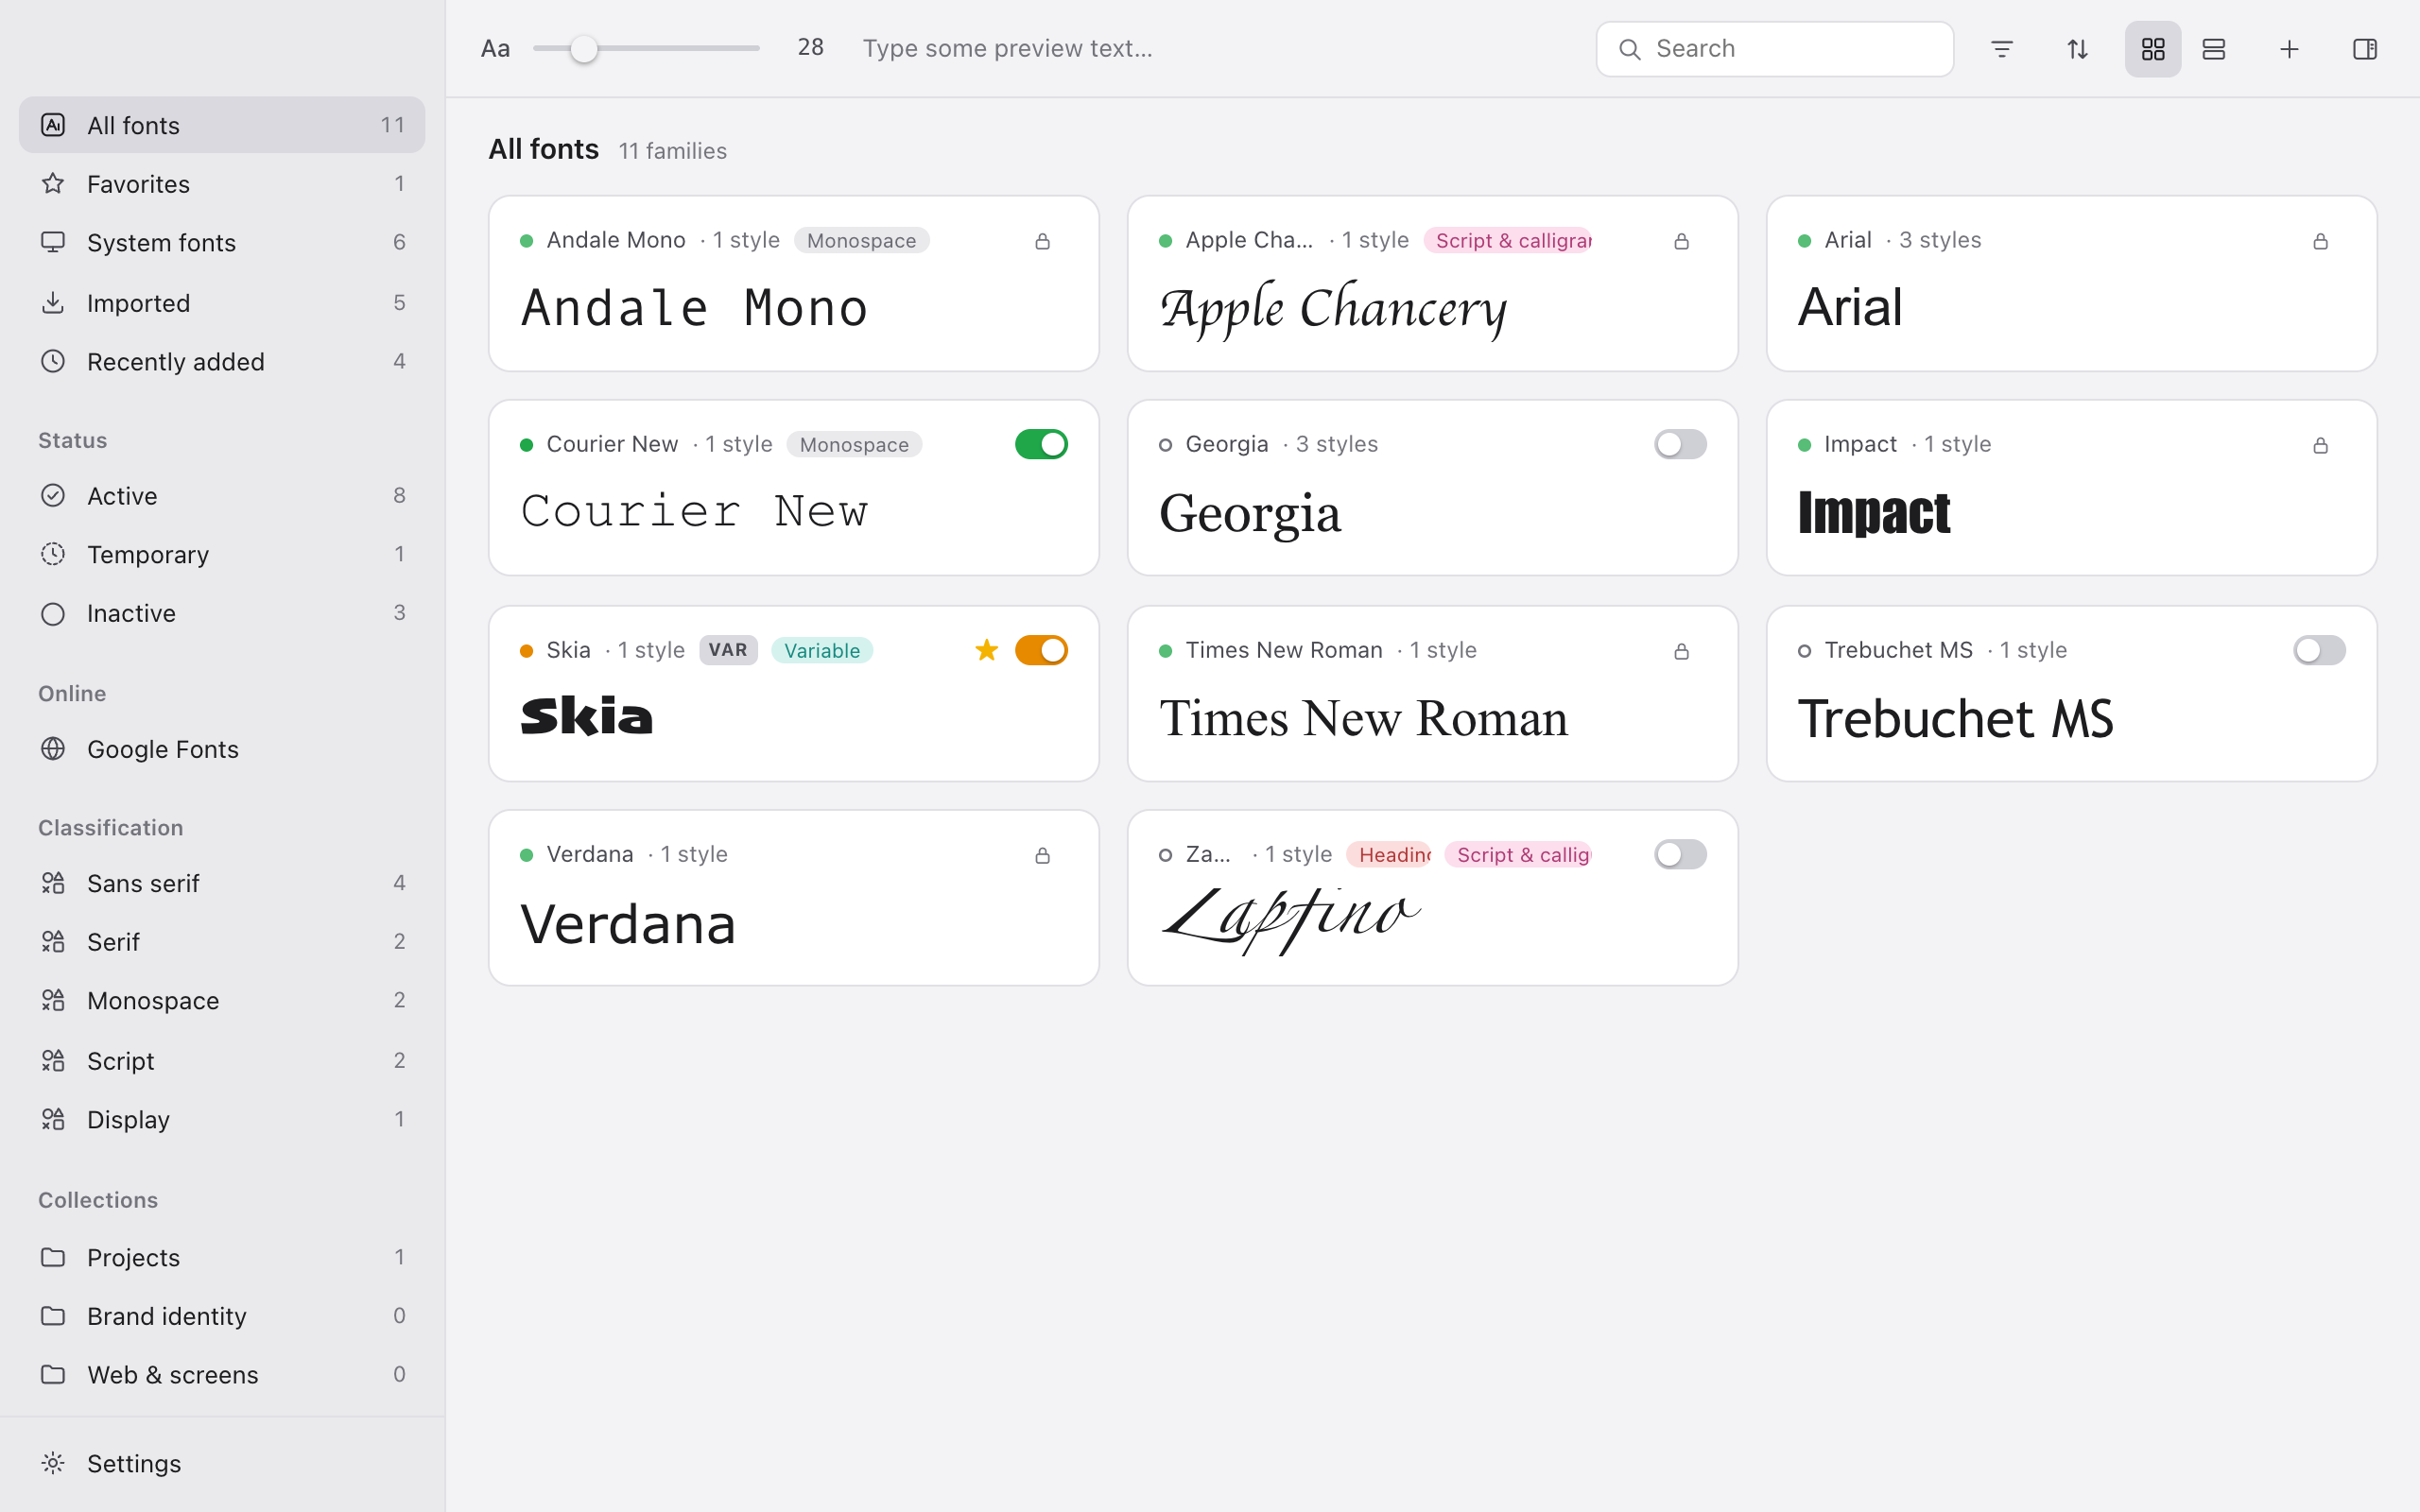 Aa 28 Type some preview text... Search
All fonts 11
Favorites 1
System fonts 6
Imported 5
Recently added 4
Status
Active 8
Temporary 1
Inactive 3
Online
Google Fonts
Classification
Sans serif 4
Serif 2
Monospace 2
Script 2
Display 1
Collections
Projects 1
Brand identity 0
Web & screens 0
Settings
All fonts 11 families
Andale Mono · 1 style Monospace
Andale Mono
Apple Cha... · 1 style Script & calligra
Apple Chancery
Arial · 3 styles
Arial
Courier New · 1 style Monospace
Courier New
Georgia · 3 styles
Georgia
Impact · 1 style
Impact
Skia · 1 style VAR Variable
Skia
Times New Roman · 1 style
Times New Roman
Trebuchet MS · 1 style
Trebuchet MS
Verdana · 1 style
Verdana
Za... · 1 style Heading Script & callig
Zapfino